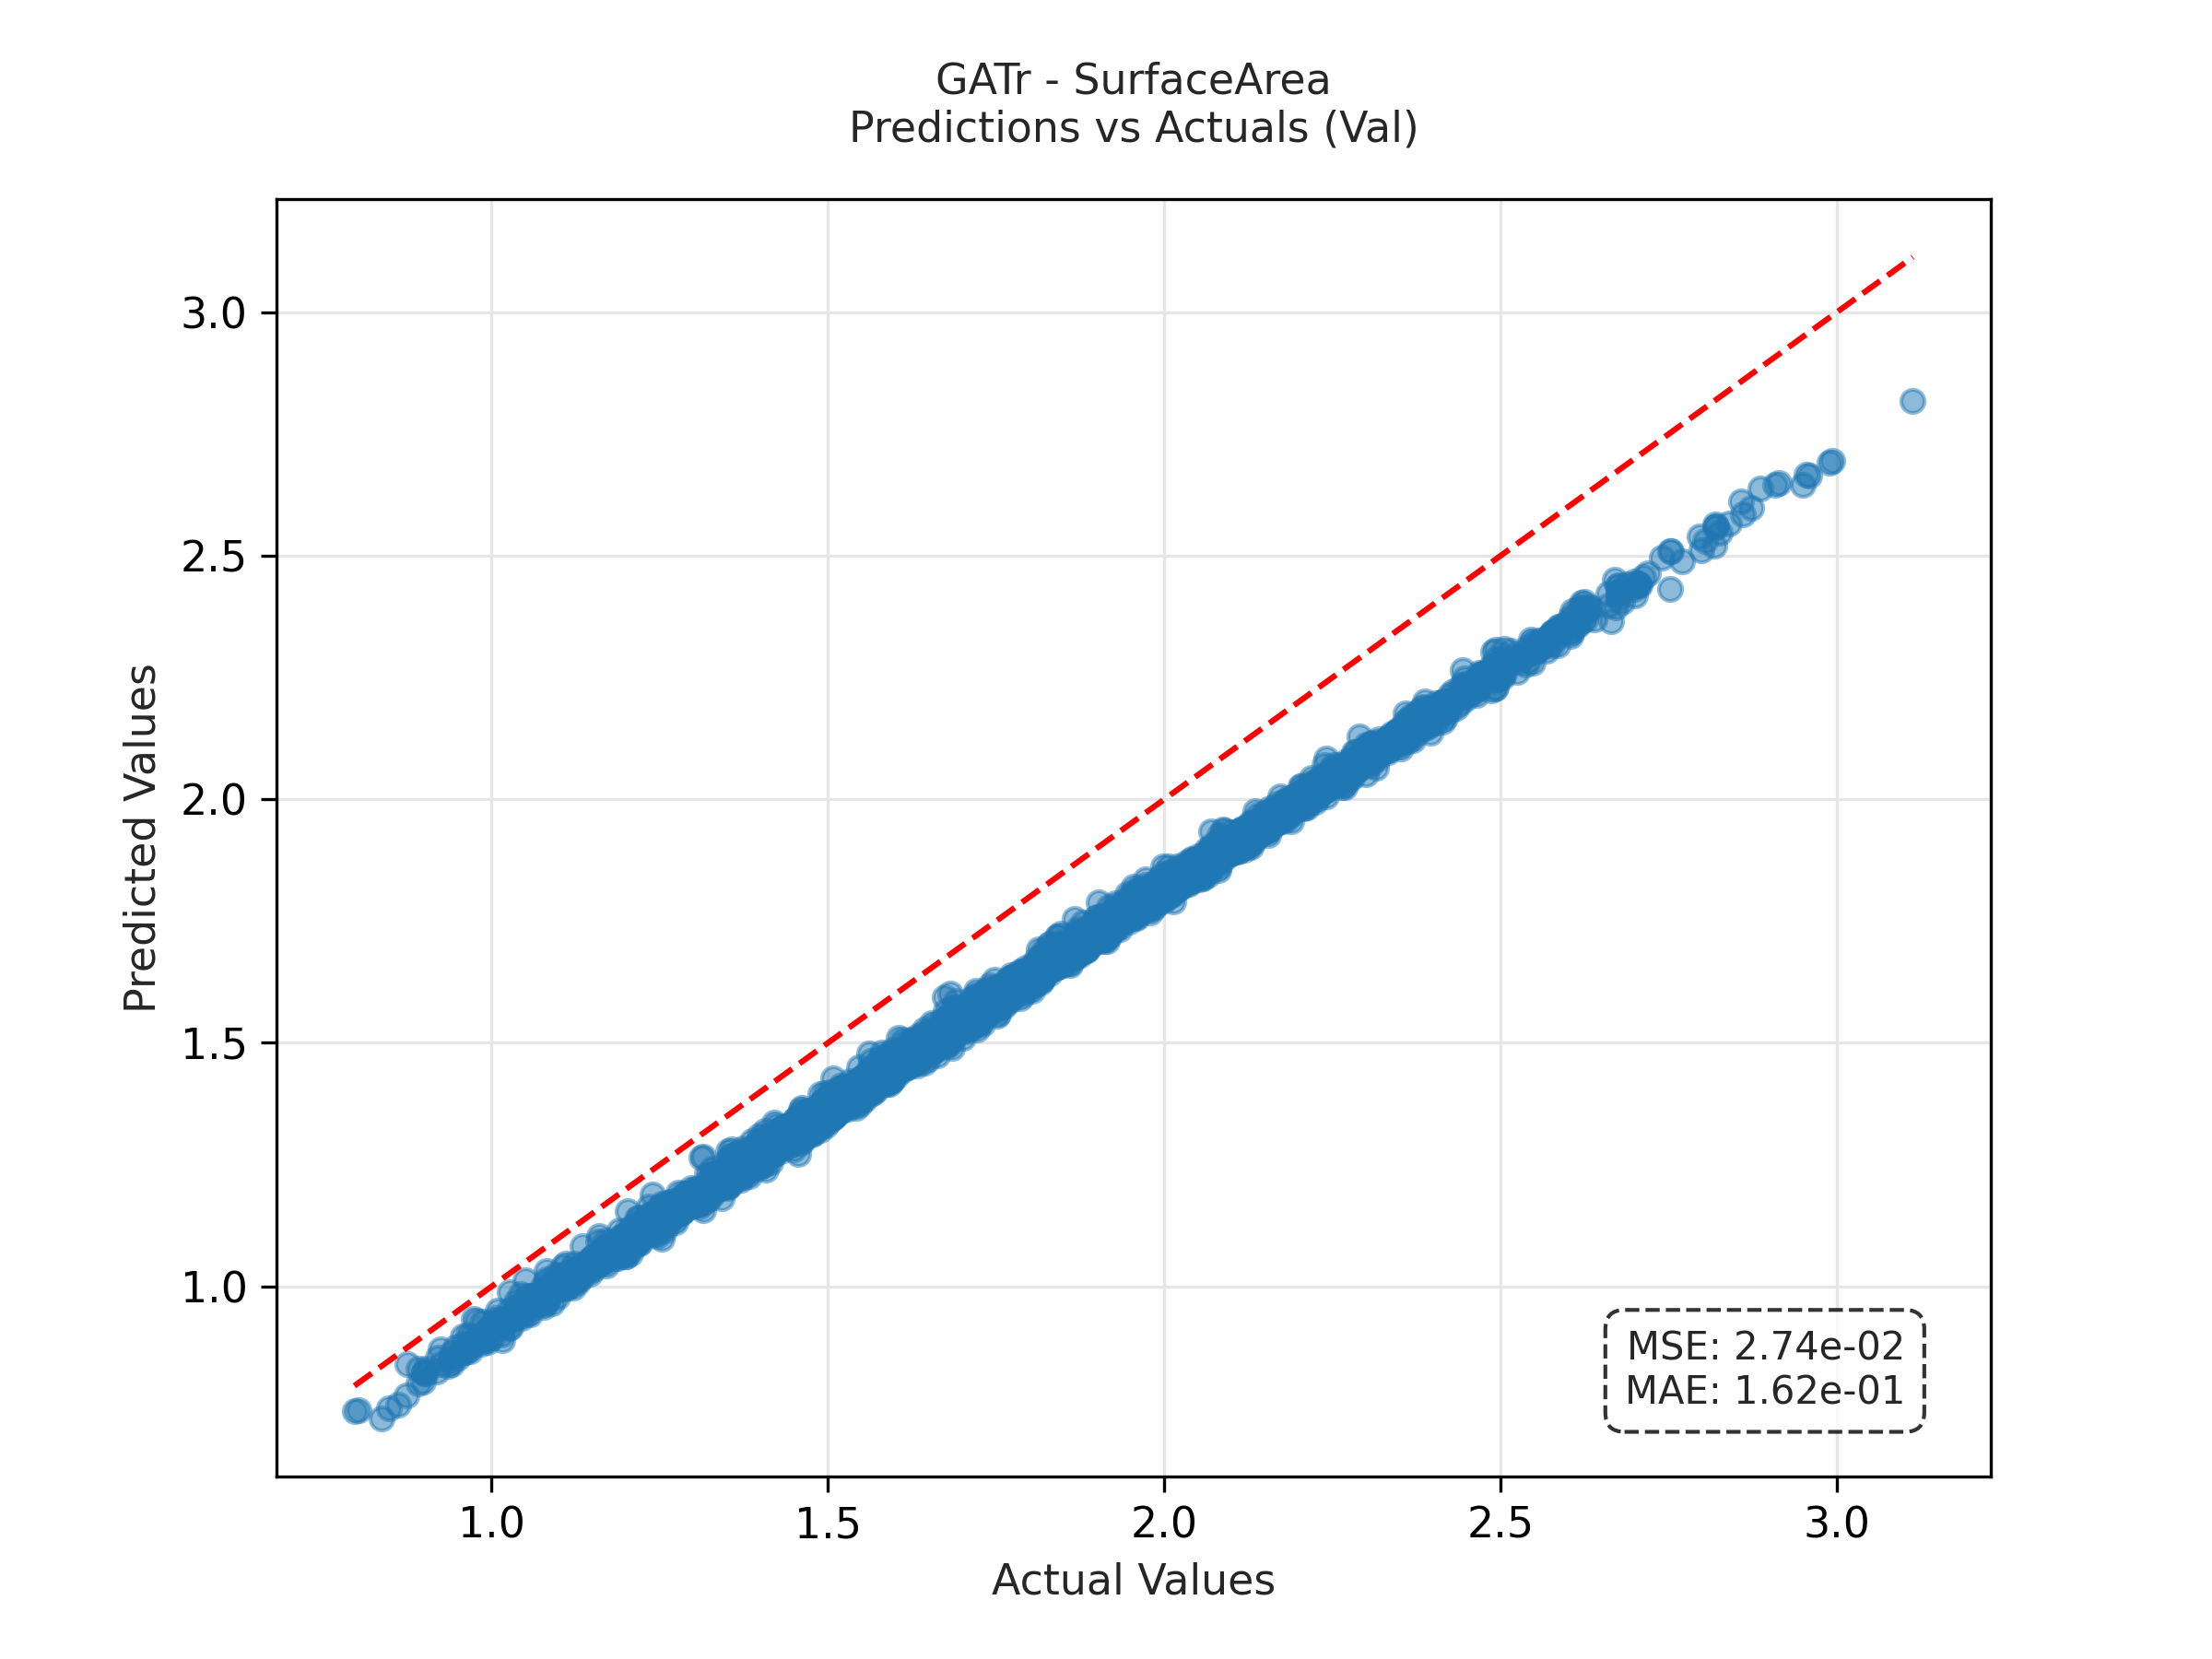 GATr - SurfaceArea
Predictions vs Actuals (Val)
3.0
2.5
2.0
1.5
1.0
Predicted Values
MSE: 2.74e-02
MAE: 1.62e-01
1.0 1.5 2.0 2.5 3.0
Actual Values